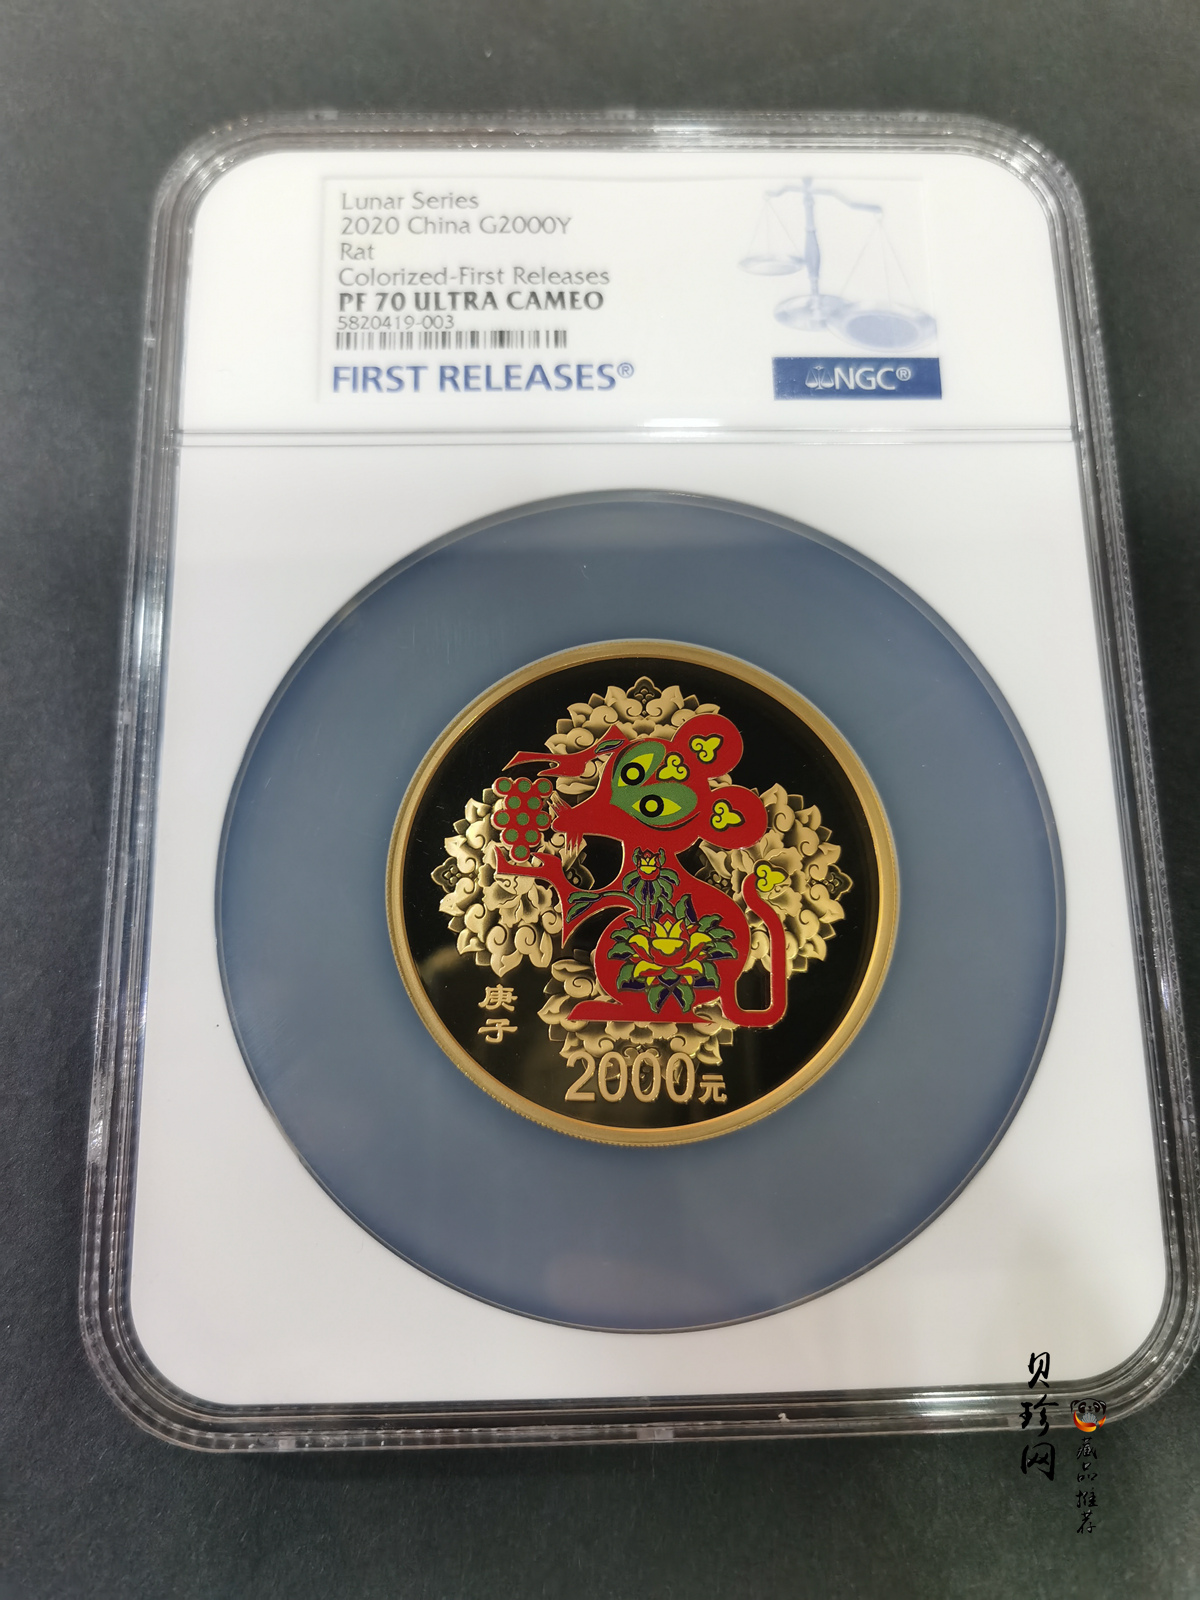 Lunar Series
2020 China G2000Y
Rat
Colorized-First Releases
PF 70 ULTRA CAMEO
5820419-003
FIRST RELEASES®
NGC®
庚子
2000元
贝珍网
藏品推荐